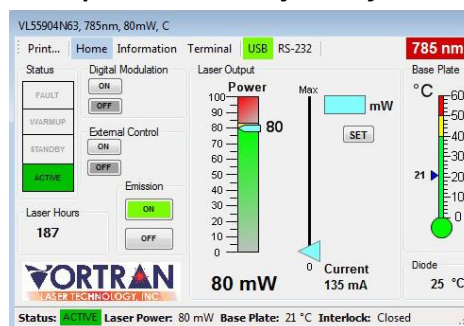 VL55904N63, 785nm, 80mW, C
Print... Home Information Terminal USB RS-232 785 nm
Status
FAULT
WARMUP
STANDBY
ACTIVE
Laser Hours
187
Digital Modulation
ON
OFF
External Control
ON
OFF
Emission
ON
OFF
VORTRAN
LASER TECHNOLOGY, INC.
Laser Output
Power
100
90
80
70
60
50
40
30
20
10
0
80
80 mW
Max
0
mW
SET
Current
135 mA
Base Plate
°C
60
50
40
30
20
10
0
21
Diode
25 °C
Status: ACTIVE Laser Power: 80 mW Base Plate: 21 °C Interlock: Closed